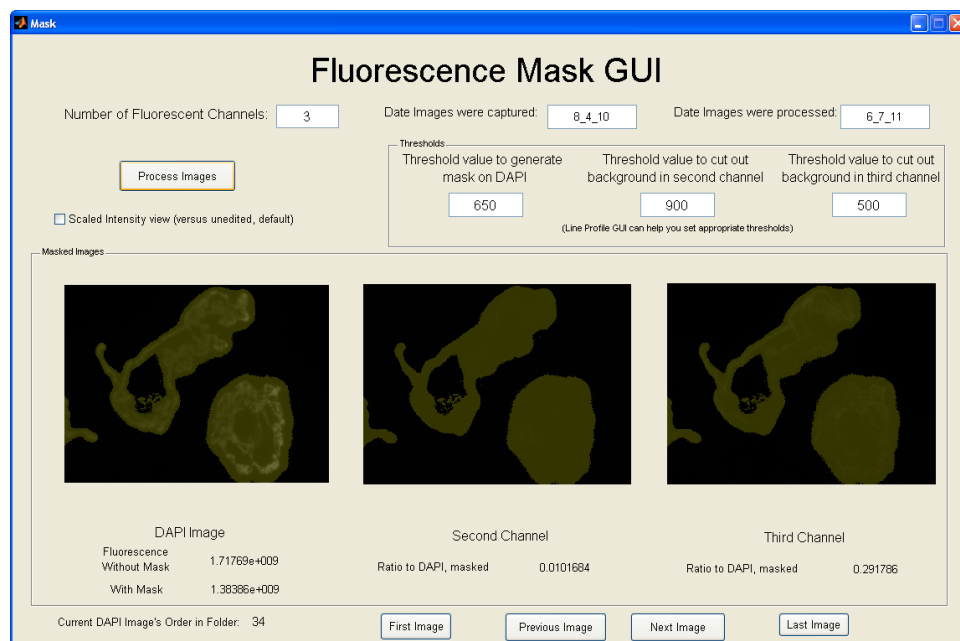 Mask
Fluorescence Mask GUI
Number of Fluorescent Channels: 3
Date Images were captured: 8_4_10
Date Images were processed: 6_7_11
Process Images
Scaled Intensity view (versus unedited, default)
Thresholds
Threshold value to generate
mask on DAPI
650
Threshold value to cut out
background in second channel
900
Threshold value to cut out
background in third channel
500
(Line Profile GUI can help you set appropriate thresholds)
Masked Images
DAPI Image
Fluorescence
Without Mask 1.71769e+009
With Mask 1.38386e+009
Second Channel
Ratio to DAPI, masked 0.0101684
Third Channel
Ratio to DAPI, masked 0.291786
Current DAPI Image's Order in Folder: 34
First Image
Previous Image
Next Image
Last Image